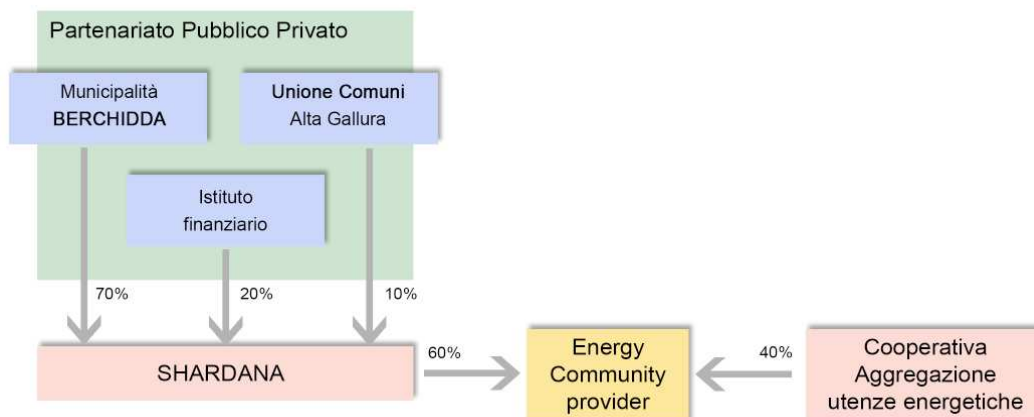 Partenariato Pubblico Privato
Municipalità
BERCHIDDA
Unione Comuni
Alta Gallura
Istituto
finanziario
70%
20%
10%
SHARDANA
60%
Energy
Community
provider
40%
Cooperativa
Aggregazione
utenze energetiche